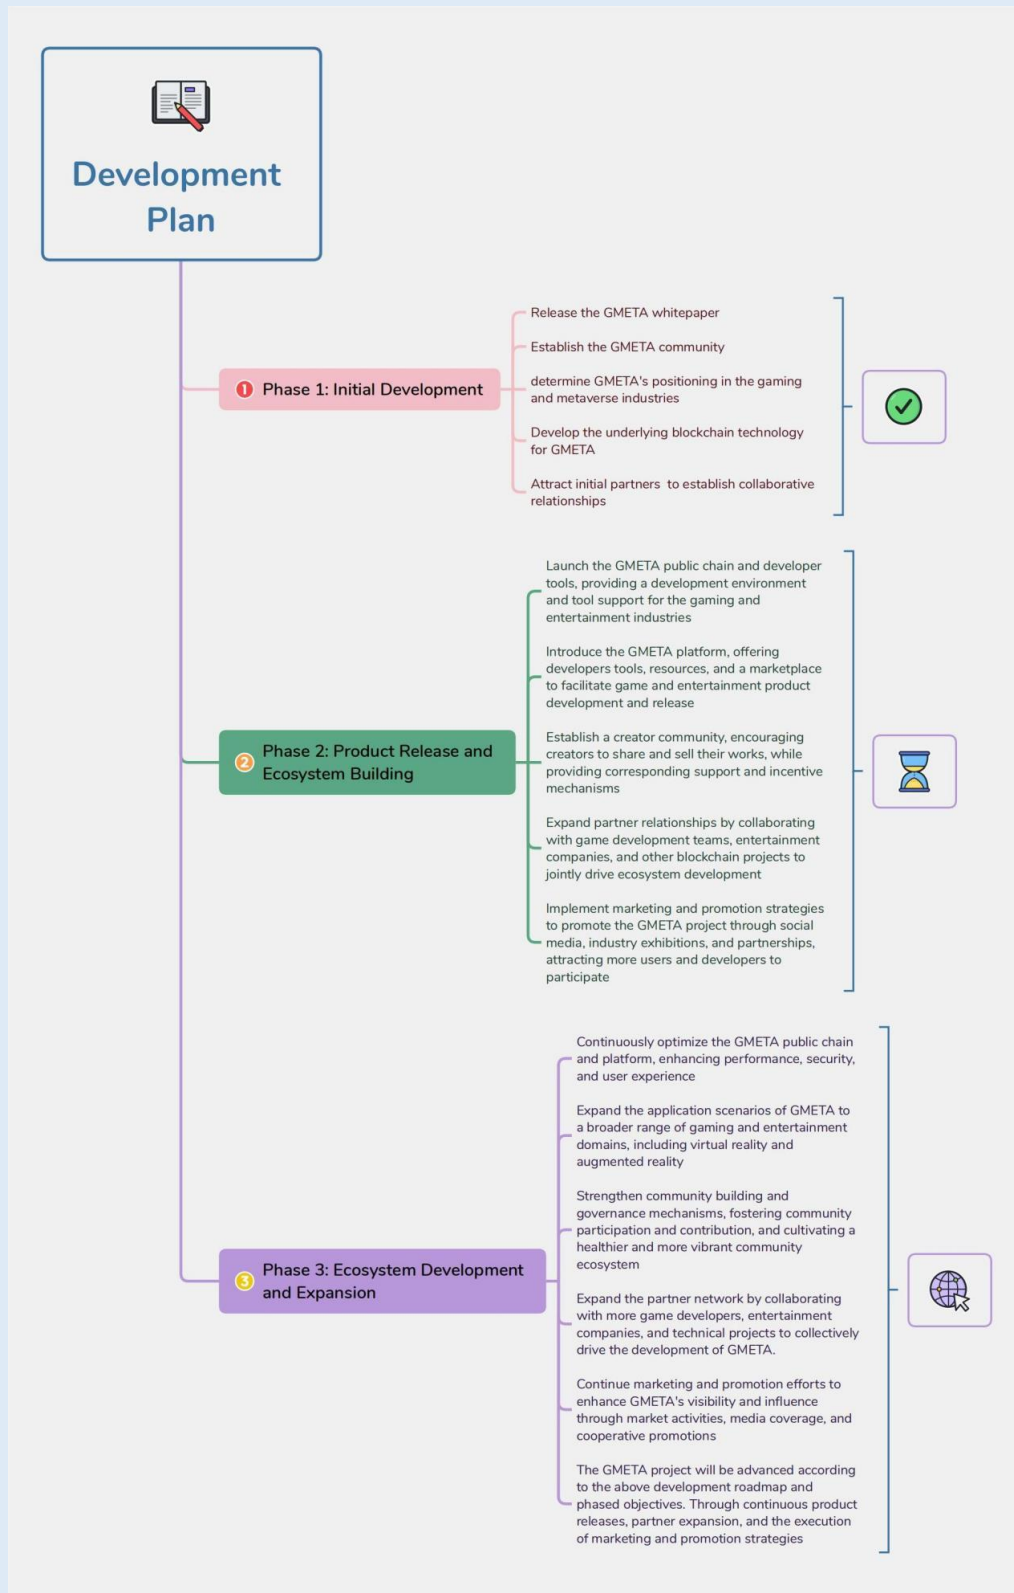 Development
Plan
1 Phase 1: Initial Development
Release the GMETA whitepaper
Establish the GMETA community
determine GMETA's positioning in the gaming
and metaverse industries
Develop the underlying blockchain technology
for GMETA
Attract initial partners  to establish collaborative
relationships
2 Phase 2: Product Release and
Ecosystem Building
Launch the GMETA public chain and developer
tools, providing a development environment
and tool support for the gaming and
entertainment industries
Introduce the GMETA platform, offering
developers tools, resources, and a marketplace
to facilitate game and entertainment product
development and release
Establish a creator community, encouraging
creators to share and sell their works, while
providing corresponding support and incentive
mechanisms
Expand partner relationships by collaborating
with game development teams, entertainment
companies, and other blockchain projects to
jointly drive ecosystem development
Implement marketing and promotion strategies
to promote the GMETA project through social
media, industry exhibitions, and partnerships,
attracting more users and developers to
participate
3 Phase 3: Ecosystem Development
and Expansion
Continuously optimize the GMETA public chain
and platform, enhancing performance, security,
and user experience
Expand the application scenarios of GMETA to
a broader range of gaming and entertainment
domains, including virtual reality and
augmented reality
Strengthen community building and
governance mechanisms, fostering community
participation and contribution, and cultivating a
healthier and more vibrant community
ecosystem
Expand the partner network by collaborating
with more game developers, entertainment
companies, and technical projects to collectively
drive the development of GMETA.
Continue marketing and promotion efforts to
enhance GMETA's visibility and influence
through market activities, media coverage, and
cooperative promotions
The GMETA project will be advanced according
to the above development roadmap and
phased objectives. Through continuous product
releases, partner expansion, and the execution
of marketing and promotion strategies